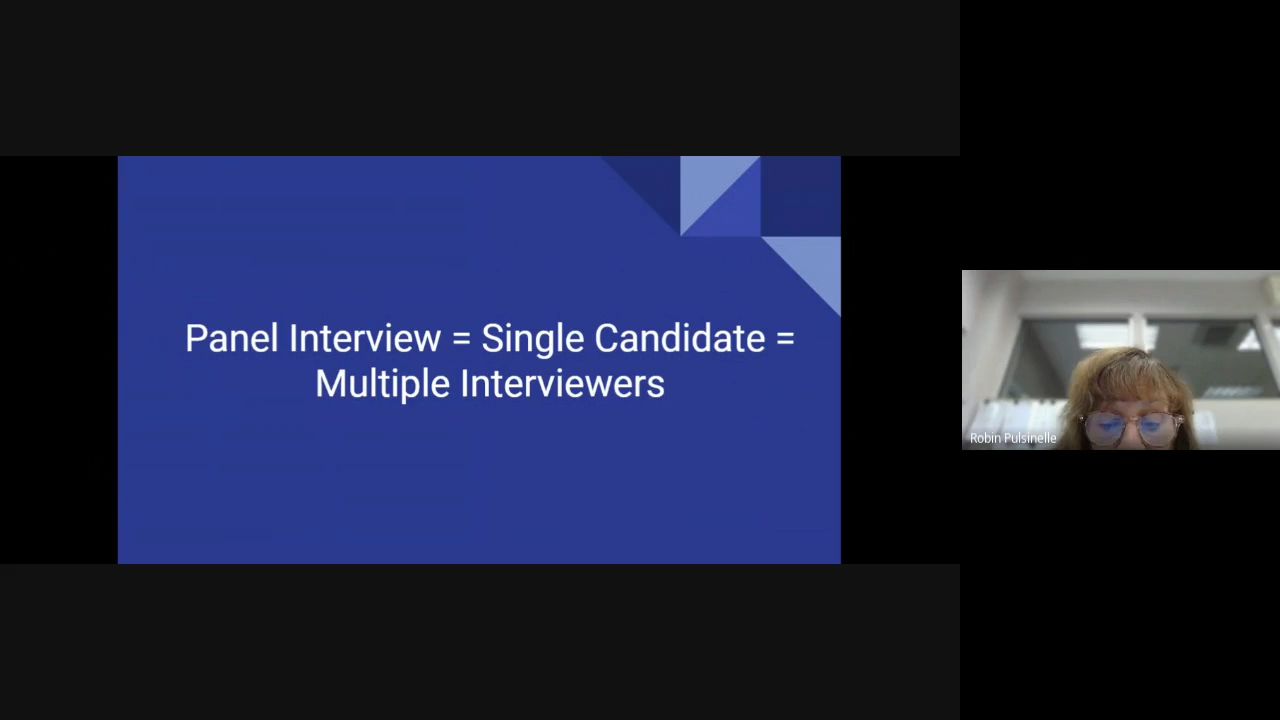 Panel Interview = Single Candidate =
Multiple Interviewers
Robin Pulsinelle